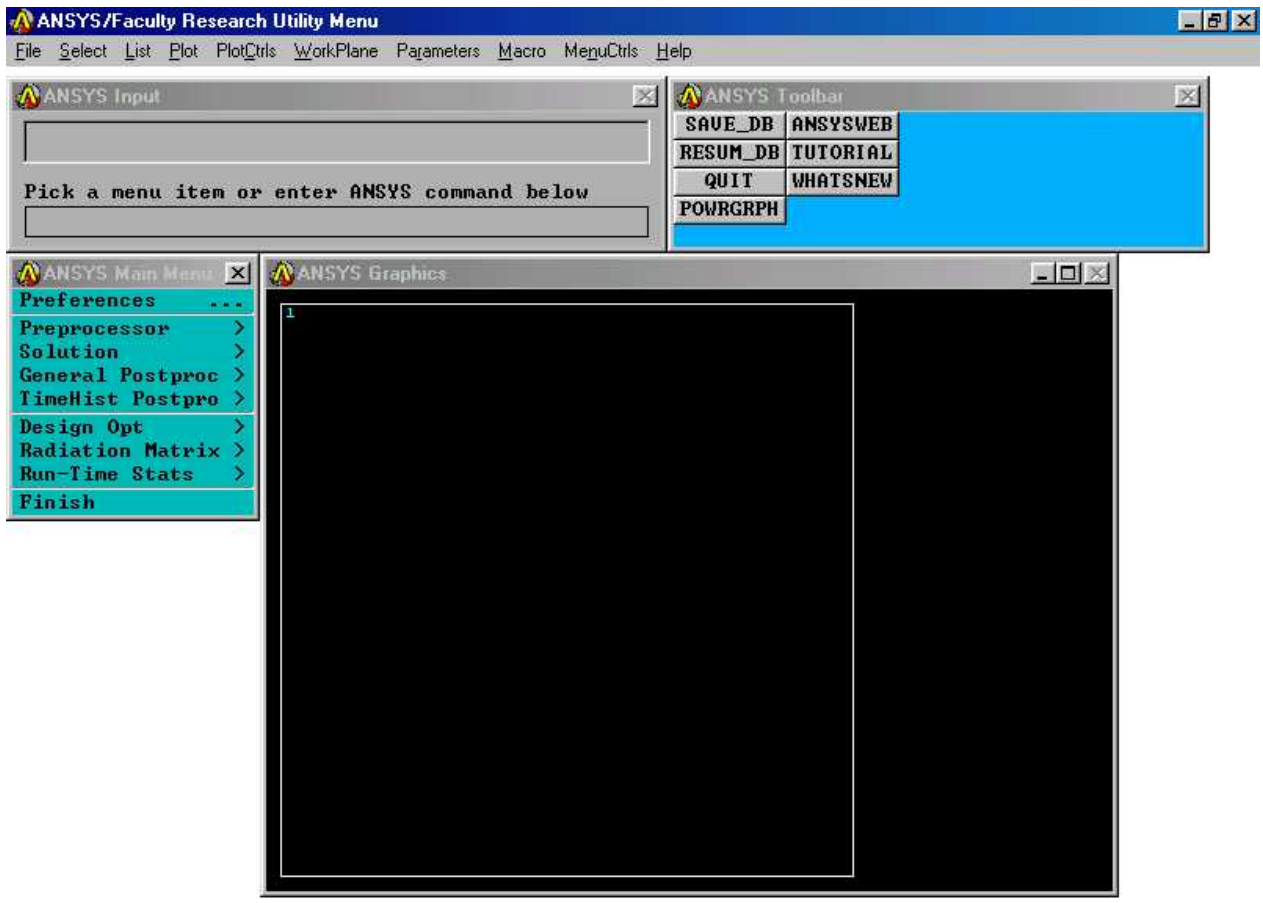 ANSYS/Faculty Research Utility Menu
File Select List Plot PlotCtrls WorkPlane Parameters Macro MenuCtrls Help
ANSYS Input
Pick a menu item or enter ANSYS command below
ANSYS Toolbar
SAVE_DB ANSYSWEB
RESUM_DB TUTORIAL
QUIT WHATSNEW
POWRGRPH
ANSYS Main Menu
Preferences ...
Preprocessor >
Solution >
General Postproc >
TimeHist Postpro >
Design Opt >
Radiation Matrix >
Run-Time Stats >
Finish
ANSYS Graphics
1